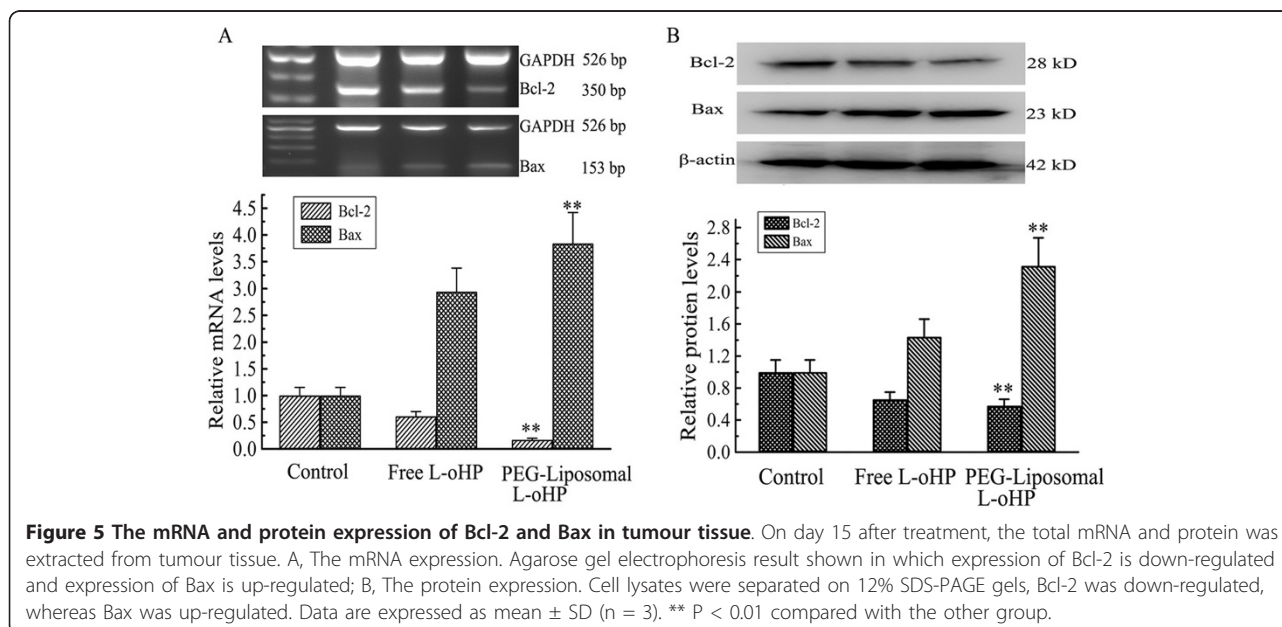 A
GAPDH 526 bp
Bcl-2 350 bp
GAPDH 526 bp
Bax 153 bp
Relative mRNA levels
4.5
4.0
3.5
3.0
2.5
2.0
1.5
1.0
0.5
0.0
Bcl-2
Bax
**
**
Control
Free L-oHP
PEG-Liposomal
L-oHP
B
Bcl-2 28 kD
Bax 23 kD
β-actin 42 kD
Relative protien levels
2.8
2.4
2.0
1.6
1.2
0.8
0.4
0.0
Bcl-2
Bax
**
**
Control
Free L-oHP
PEG-Liposomal
L-oHP
Figure 5 The mRNA and protein expression of Bcl-2 and Bax in tumour tissue. On day 15 after treatment, the total mRNA and protein was
extracted from tumour tissue. A, The mRNA expression. Agarose gel electrophoresis result shown in which expression of Bcl-2 is down-regulated
and expression of Bax is up-regulated; B, The protein expression. Cell lysates were separated on 12% SDS-PAGE gels, Bcl-2 was down-regulated,
whereas Bax was up-regulated. Data are expressed as mean ± SD (n = 3). ** P < 0.01 compared with the other group.